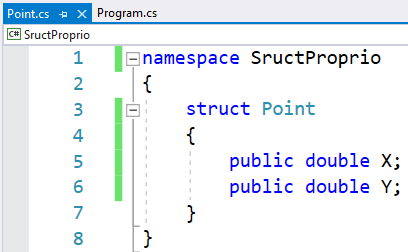 Point.cs Program.cs
C# SructProprio
1 namespace SructProprio
2 {
3 struct Point
4 {
5 public double X;
6 public double Y;
7 }
8 }